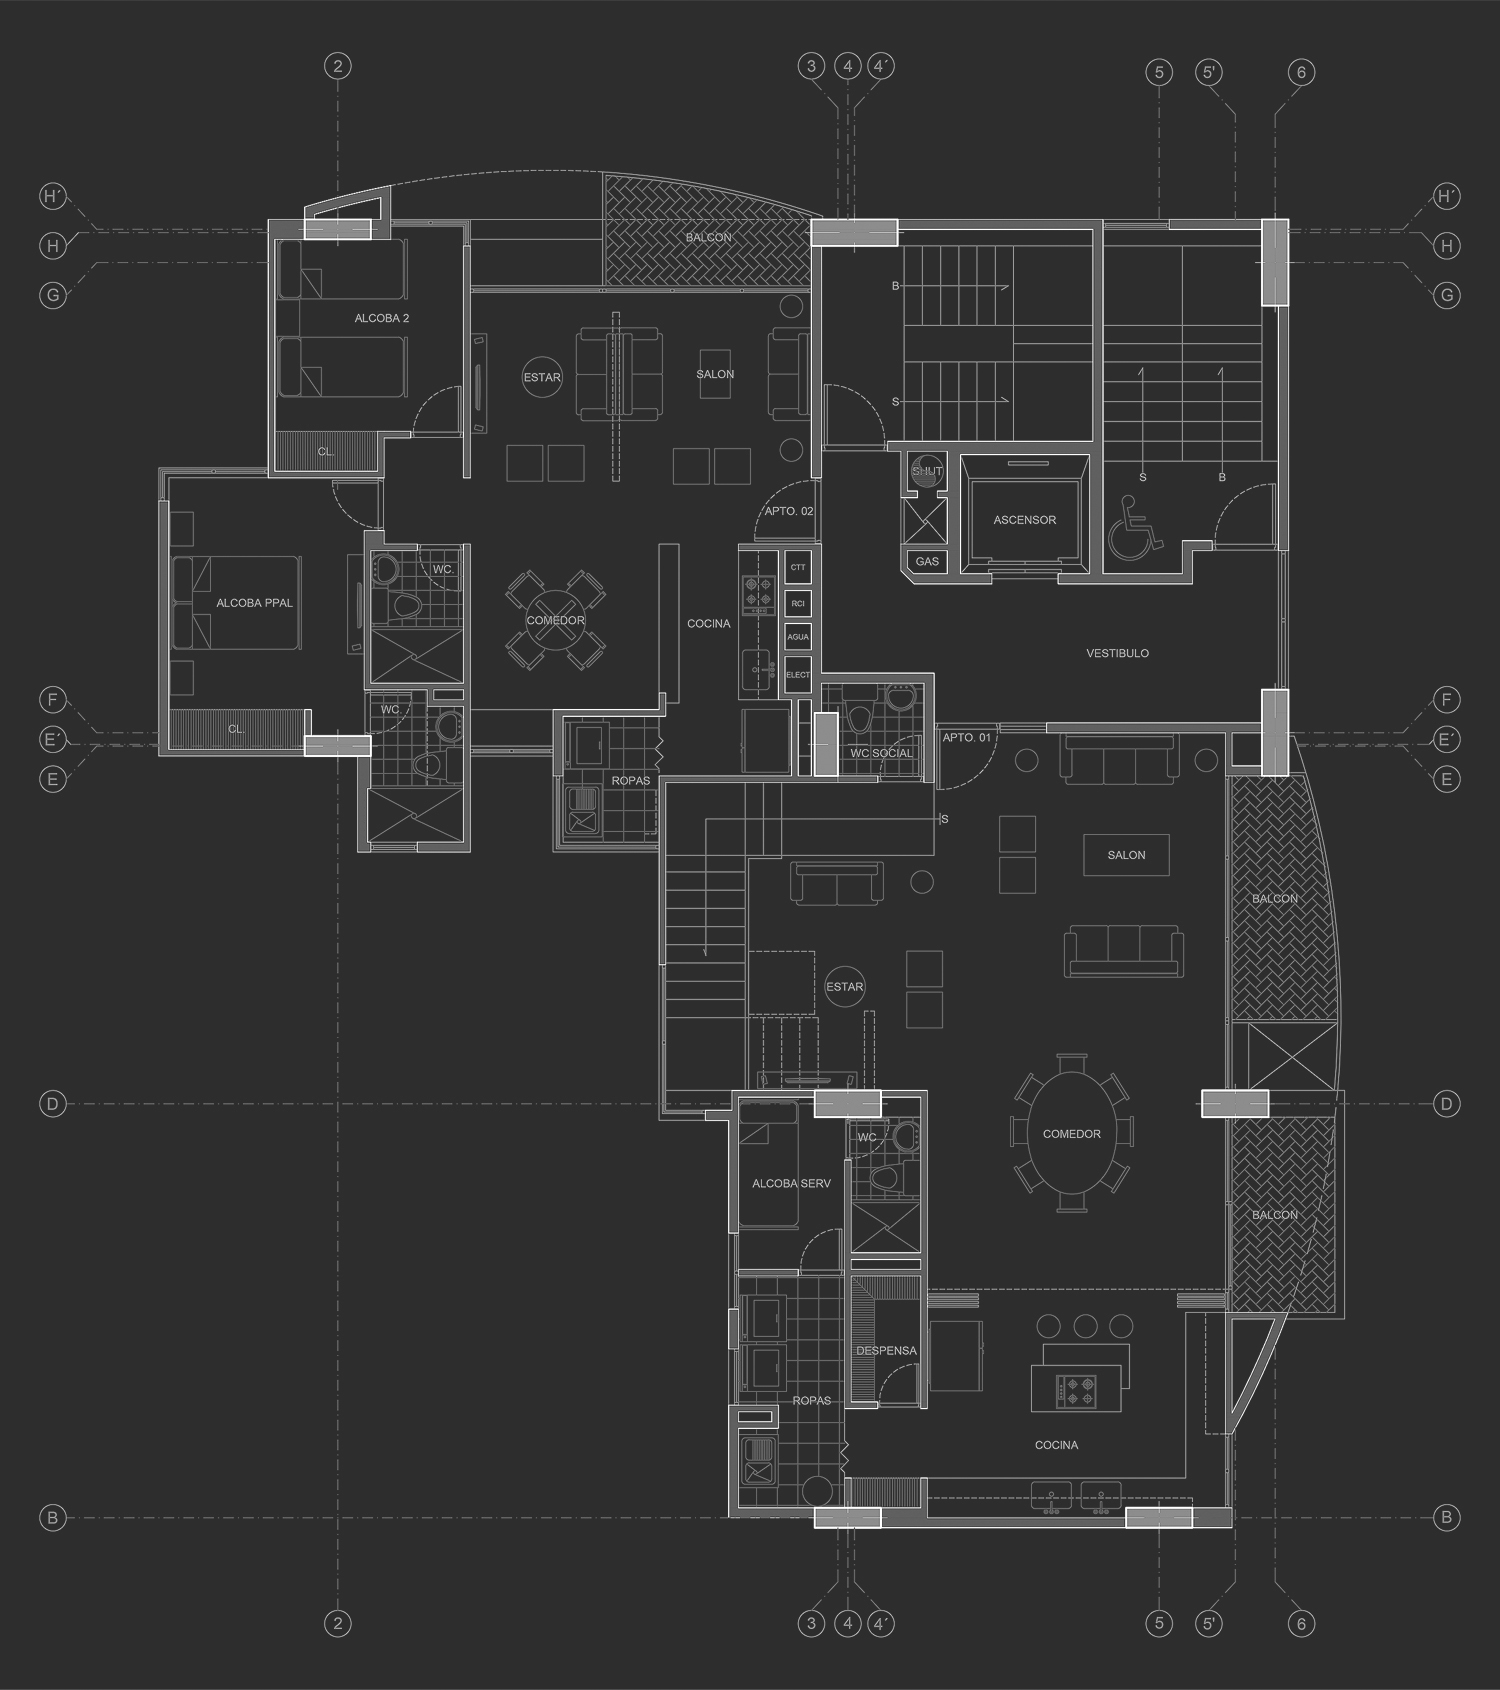 2
3
4
4´
5
5'
6
H´
H´
BALCON
H
H
G
B
G
ALCOBA 2
ESTAR
SALON
S
CL.
SHUT
S
B
APTO. 02
ASCENSOR
GAS
WC.
CTT
ALCOBA PPAL
RCI
COMEDOR
COCINA
AGUA
VESTIBULO
ELECT
F
F
WC.
CL.
E´
WC SOCIAL
APTO. 01
E´
E
ROPAS
E
S
SALON
BALCON
ESTAR
D
D
WC
COMEDOR
ALCOBA SERV
BALCON
DESPENSA
ROPAS
COCINA
B
B
2
3
4
4´
5
5'
6